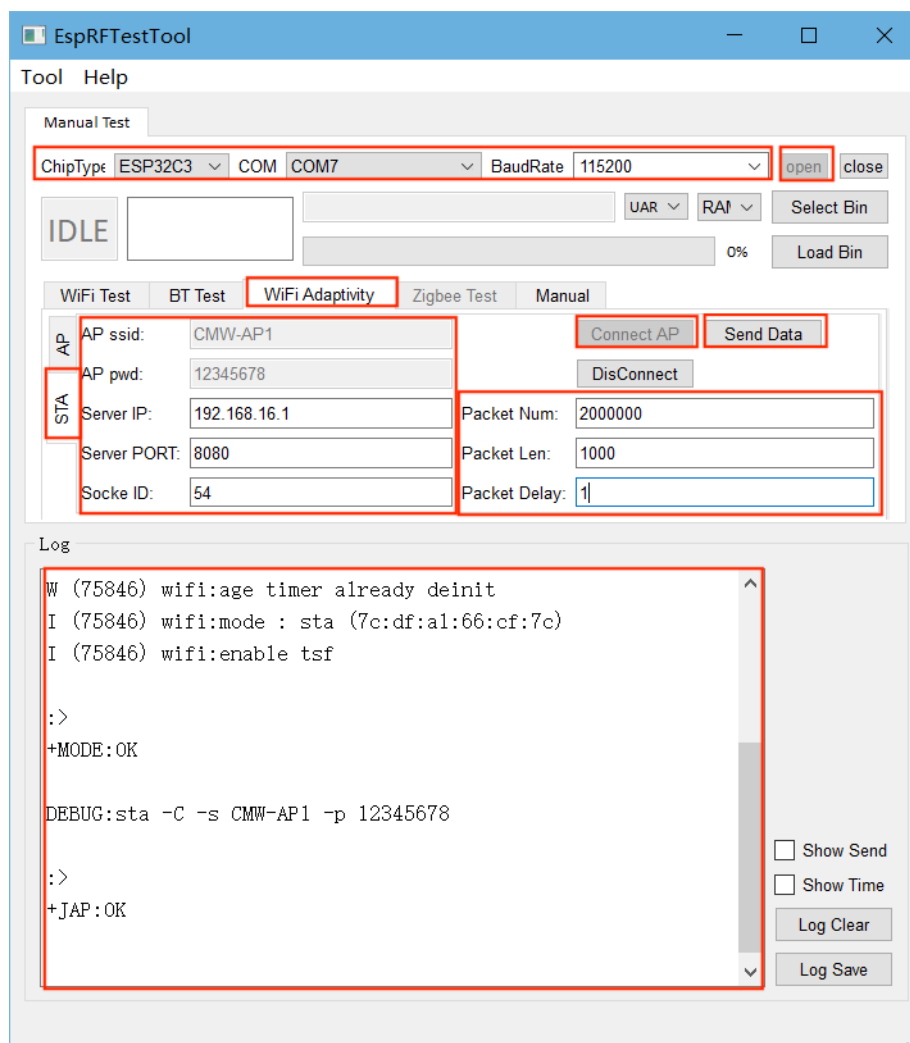 EspRFTestTool
Tool Help
Manual Test
ChipType ESP32C3 COM COM7 BaudRate 115200 open close
IDLE UAR RAM Select Bin
0% Load Bin
WiFi Test BT Test WiFi Adaptivity Zigbee Test Manual
AP AP ssid: CMW-AP1 Connect AP Send Data
AP pwd: 12345678 DisConnect
STA Server IP: 192.168.16.1 Packet Num: 2000000
Server PORT: 8080 Packet Len: 1000
Socke ID: 54 Packet Delay: 1
Log
W (75846) wifi:age timer already deinit
I (75846) wifi:mode : sta (7c:df:a1:66:cf:7c)
I (75846) wifi:enable tsf
:>
+MODE:OK
DEBUG:sta -C -s CMW-AP1 -p 12345678
:>
+JAP:OK
Show Send
Show Time
Log Clear
Log Save